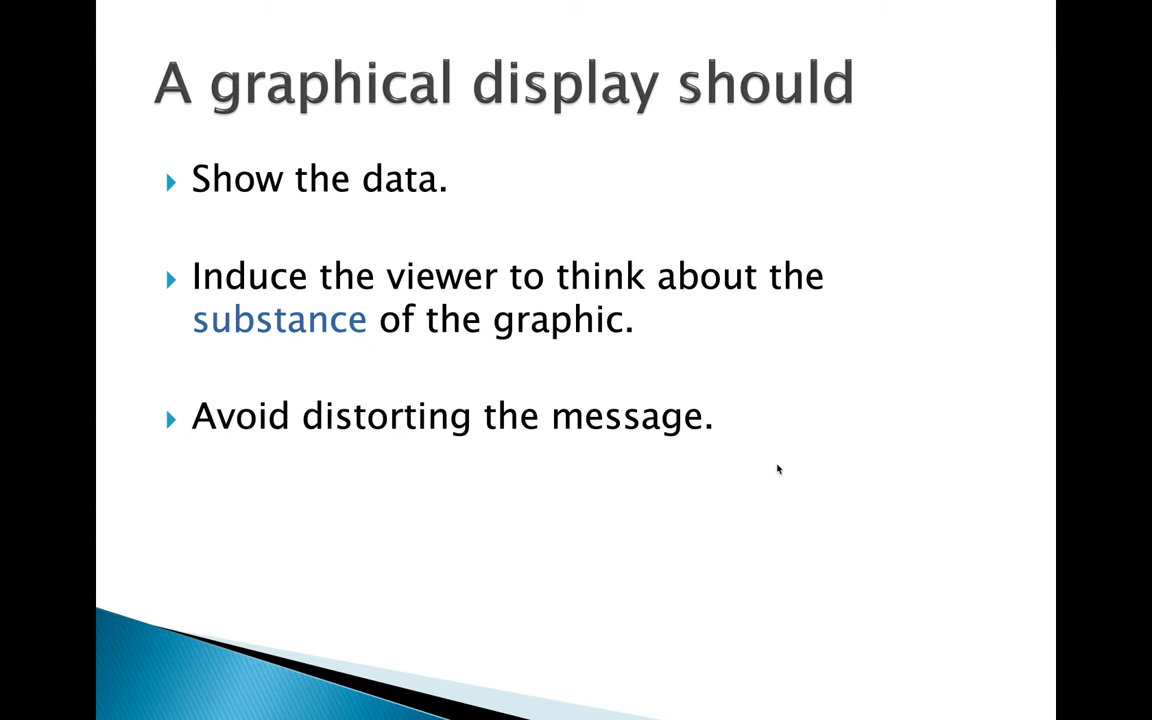 A graphical display should
Show the data.
Induce the viewer to think about the
substance of the graphic.
Avoid distorting the message.